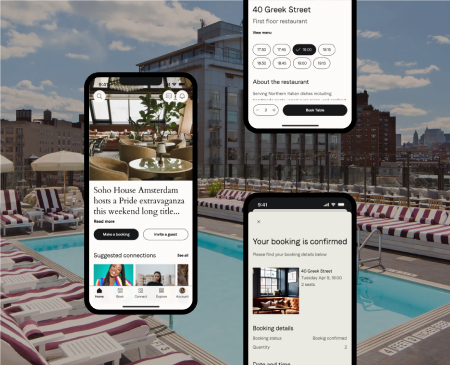 40 Greek Street
First floor restaurant
View menu
17:30 17:45 18:00 18:15
18:30 18:45 19:00 19:15
About the restaurant
Serving Northern Italian dishes including
2 Book Table
Soho House Amsterdam
hosts a Pride extravaganza
this weekend long title...
Read more
Make a booking Invite a guest
Suggested connections See all
Home Book Connect Explore Account
9:41
Your booking is confirmed
Please find your booking details below
40 Greek Street
Tuesday Apr 9, 18:00
2 seats
Booking details
Booking status Booking confirmed
Quantity 2
Date and time